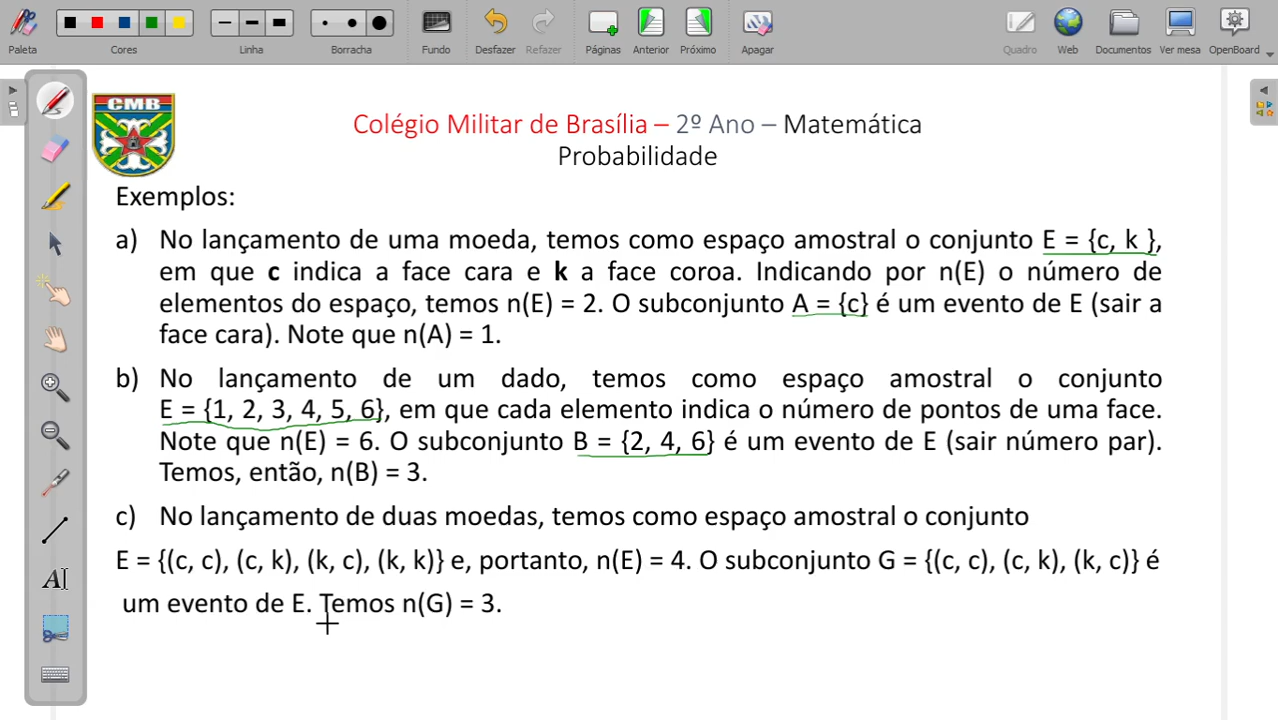 Paleta Cores Linha Borracha Fundo Desfazer Refazer Páginas Anterior Próximo Apagar Quadro Web Documentos Ver mesa OpenBoard
CMB
Colégio Militar de Brasília – 2º Ano – Matemática
Probabilidade
Exemplos:
a) No lançamento de uma moeda, temos como espaço amostral o conjunto E = {c, k },
em que c indica a face cara e k a face coroa. Indicando por n(E) o número de
elementos do espaço, temos n(E) = 2. O subconjunto A = {c} é um evento de E (sair a
face cara). Note que n(A) = 1.
b) No lançamento de um dado, temos como espaço amostral o conjunto
E = {1, 2, 3, 4, 5, 6}, em que cada elemento indica o número de pontos de uma face.
Note que n(E) = 6. O subconjunto B = {2, 4, 6} é um evento de E (sair número par).
Temos, então, n(B) = 3.
c) No lançamento de duas moedas, temos como espaço amostral o conjunto
E = {(c, c), (c, k), (k, c), (k, k)} e, portanto, n(E) = 4. O subconjunto G = {(c, c), (c, k), (k, c)} é
um evento de E. Temos n(G) = 3.